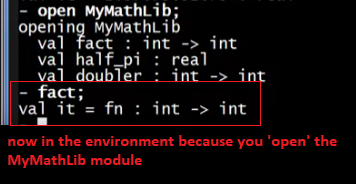 - open MyMathLib;
opening MyMathLib
val fact : int -> int
val half_pi : real
val doubler : int -> int
- fact;
val it = fn : int -> int
-
now in the environment because you 'open' the
MyMathLib module